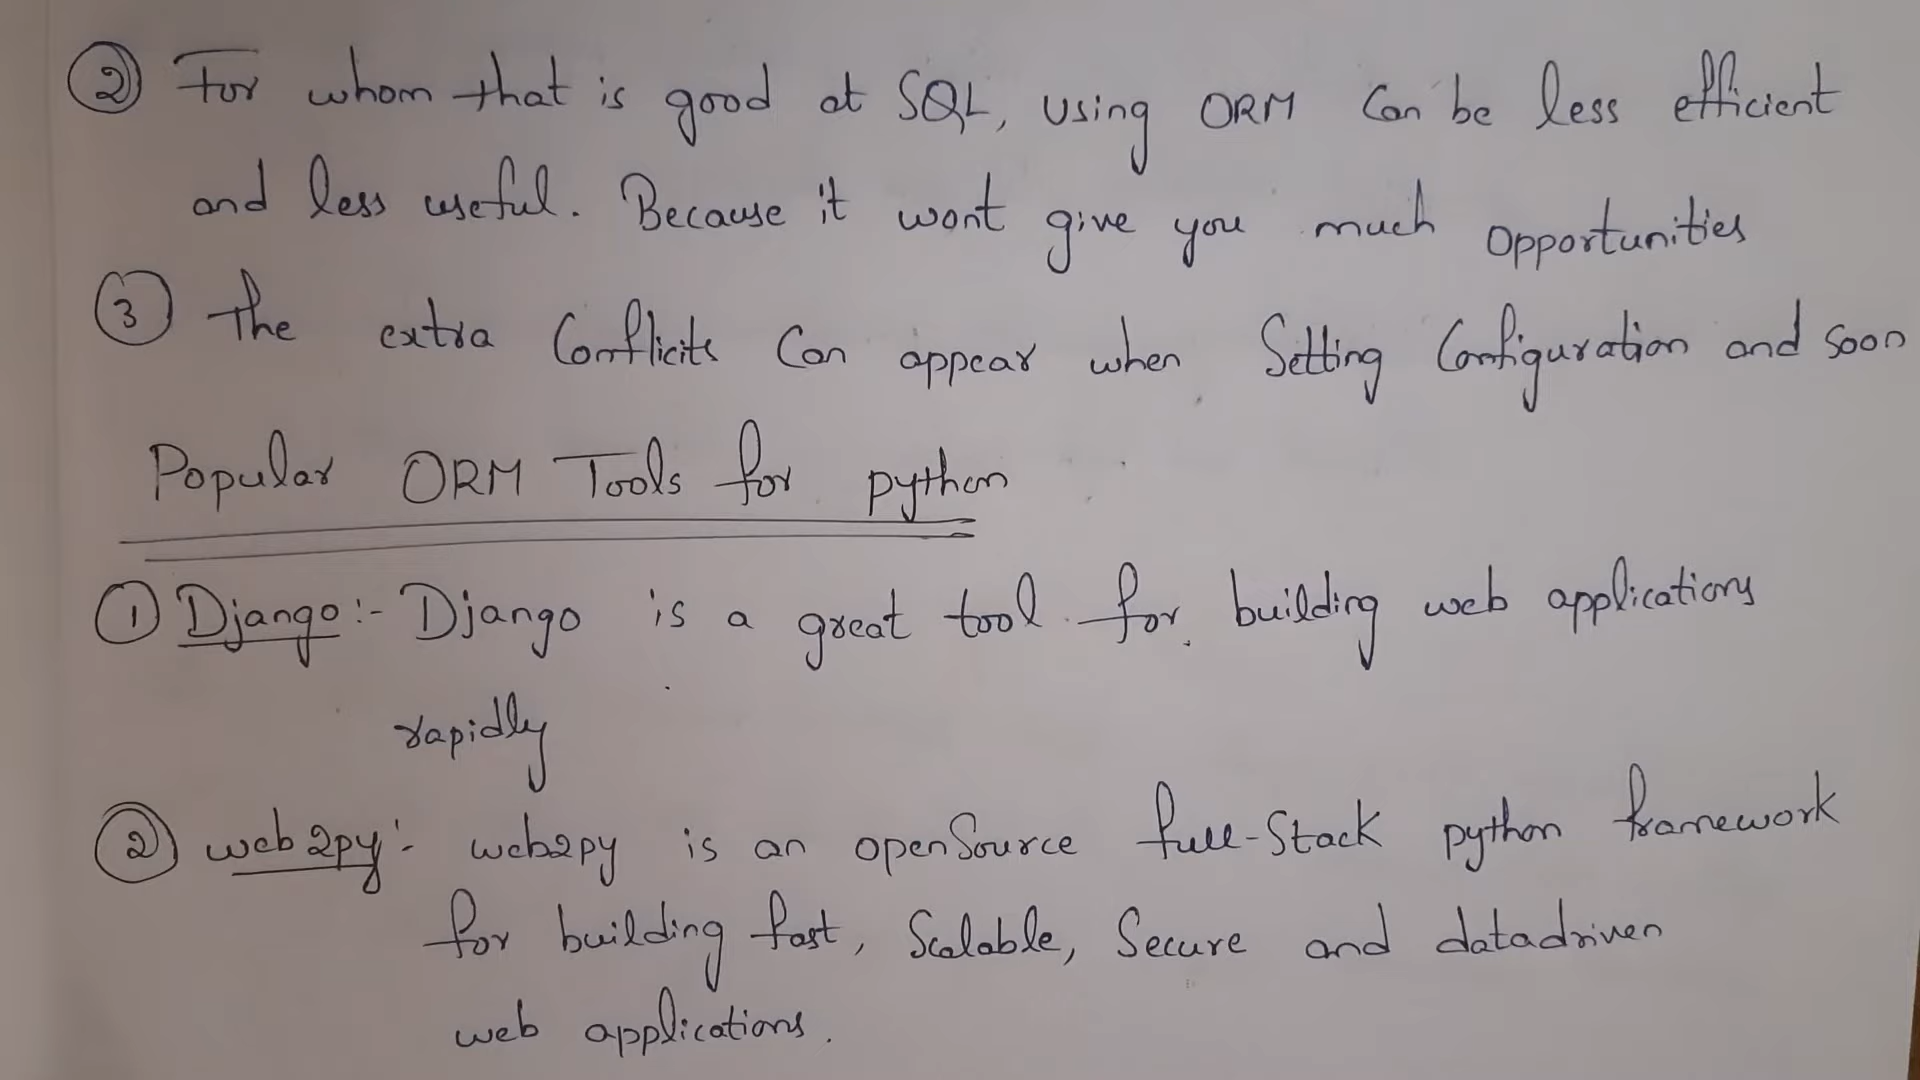 ② For whom that is good at SQL, using ORM can be less efficient
and less useful. Because it wont give you much opportunities
③ The extra Conflicits Can appear when Setting Configuration and soon
Popular ORM Tools for python
① Django:- Django is a great tool for building web applications
rapidly
② web2py:- web2py is an openSource full-Stack python framework
for building fast, Scalable, Secure and datadriven
web applications.